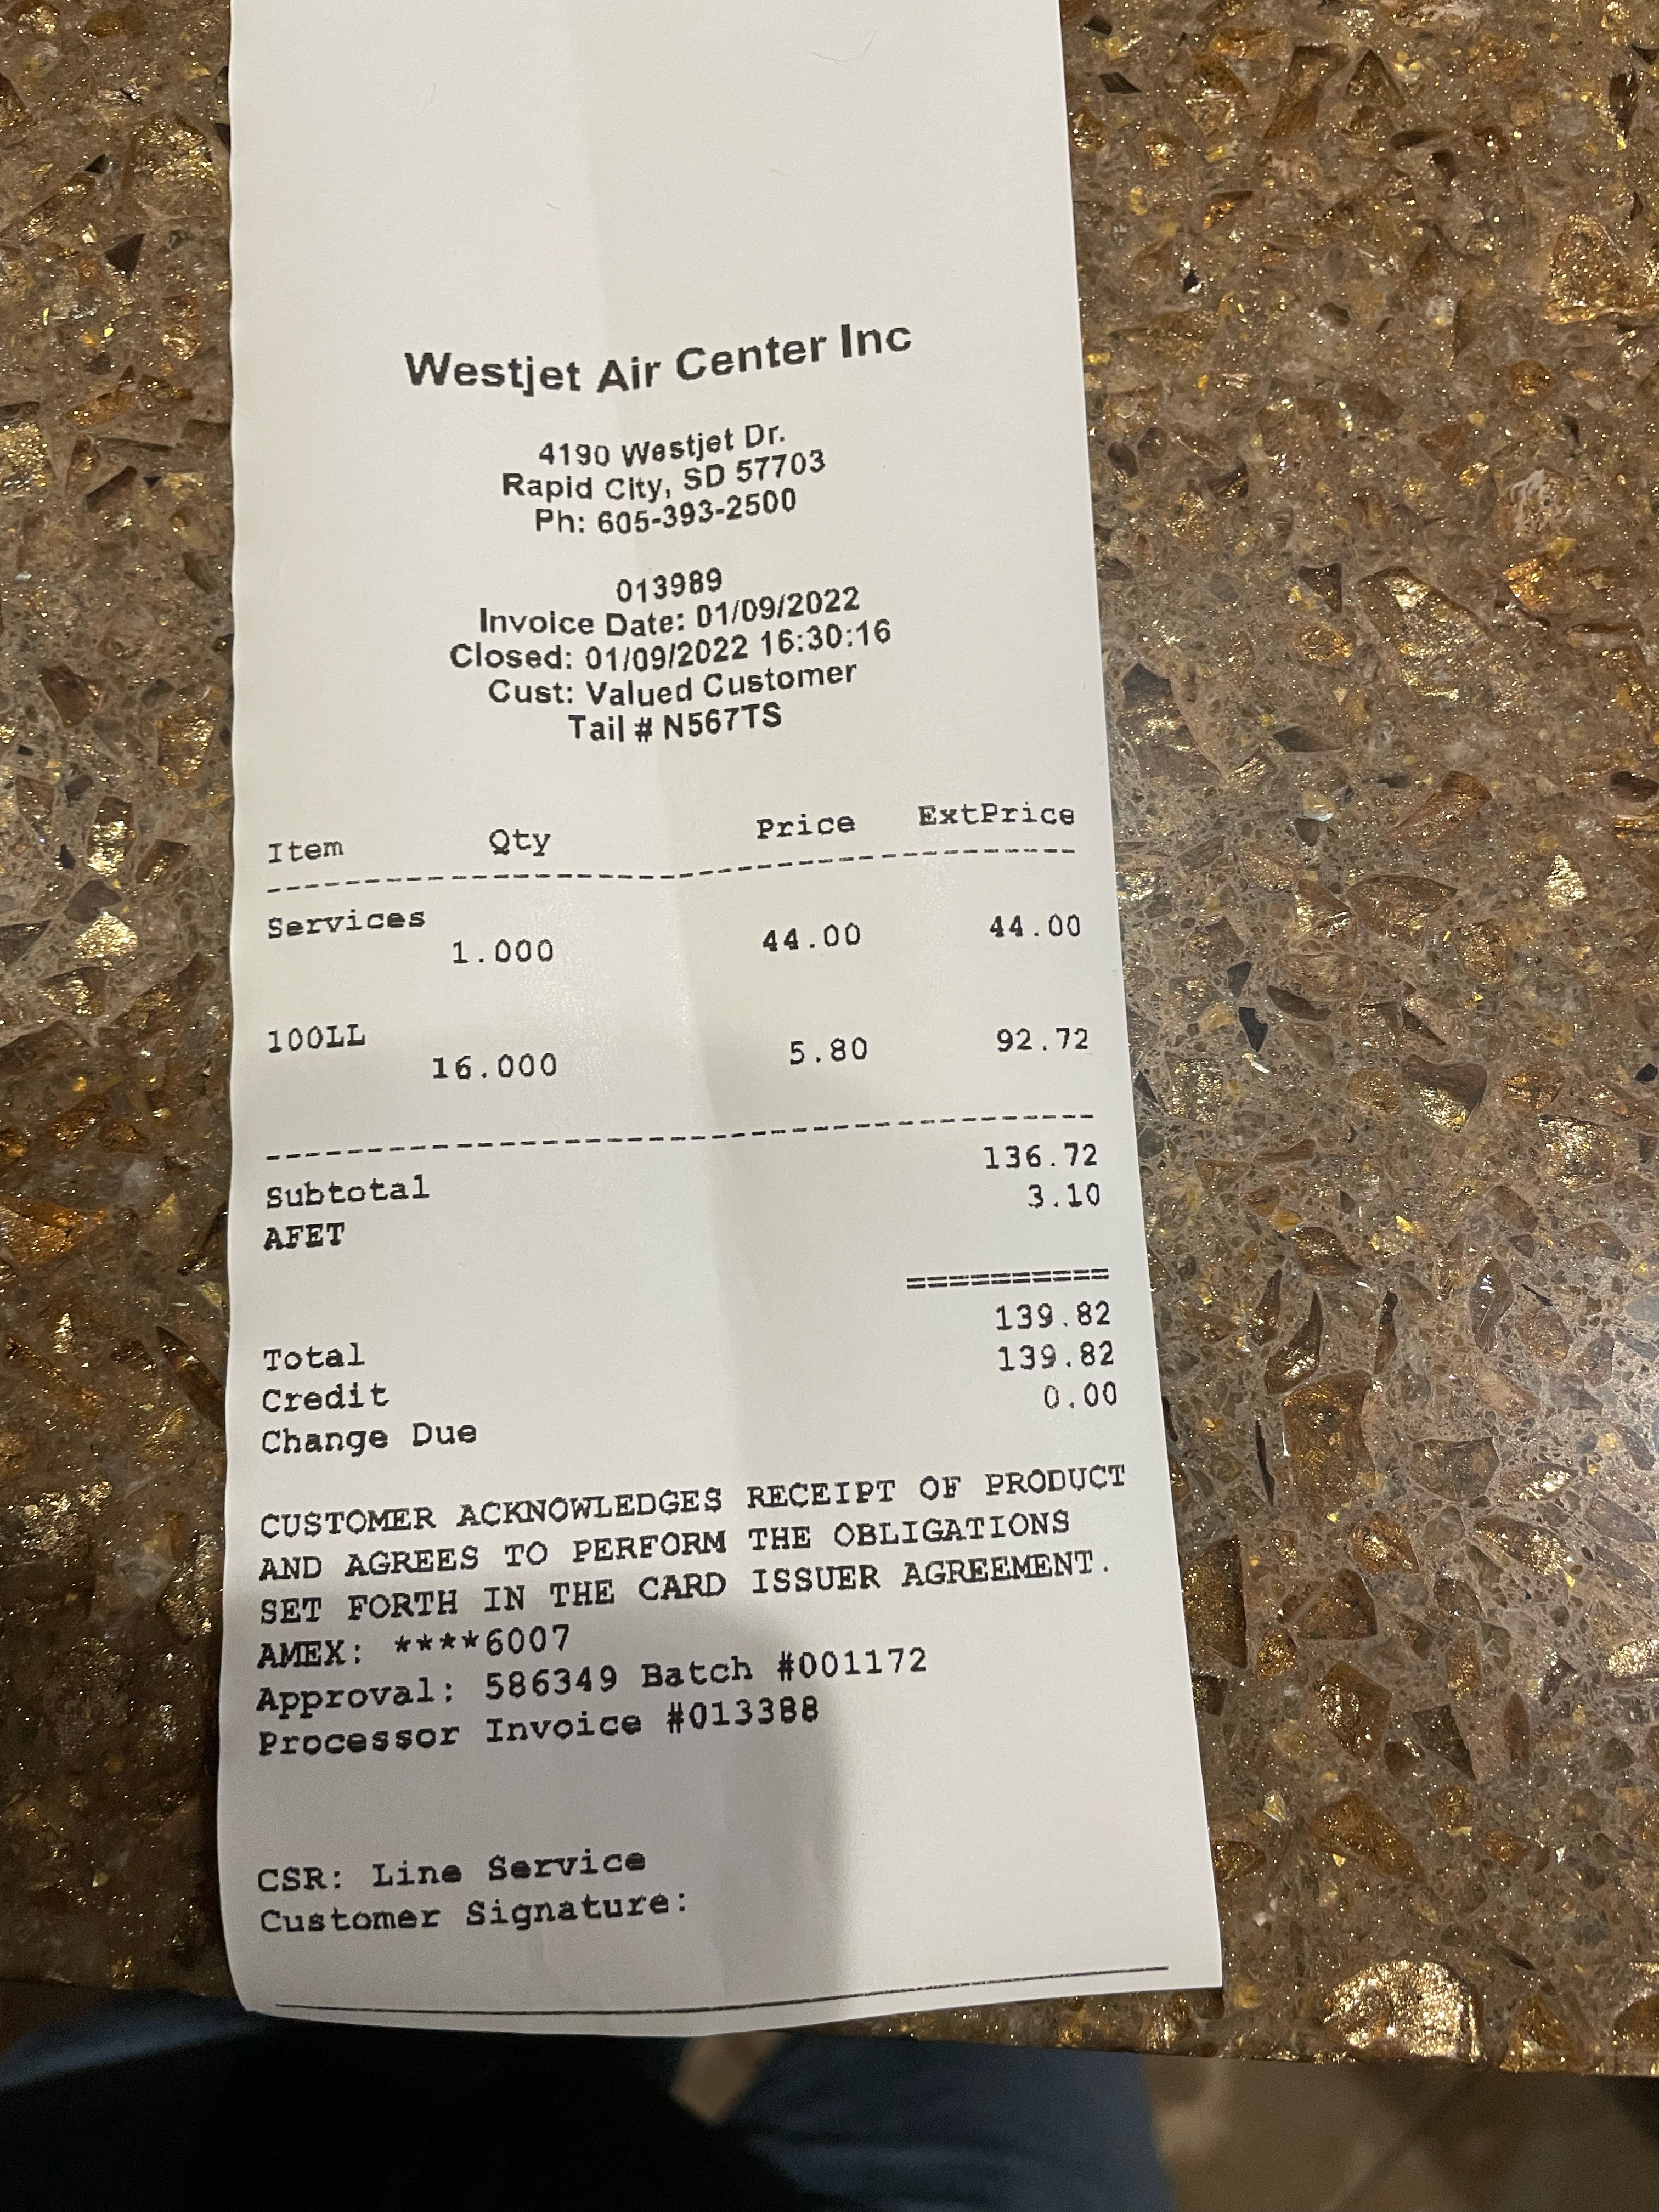 Westjet Air Center Inc
4190 Westjet Dr.
Rapid City, SD 57703
Ph: 605-393-2500
013989
Invoice Date: 01/09/2022
Closed: 01/09/2022 16:30:16
Cust: Valued Customer
Tail # N567TS
Item Qty Price ExtPrice
--------------------------------------------
Services
1.000 44.00 44.00
100LL
16.000 5.80 92.72
--------------------------------------------
Subtotal 136.72
AFET 3.10
==========
Total 139.82
Credit 139.82
Change Due 0.00
CUSTOMER ACKNOWLEDGES RECEIPT OF PRODUCT
AND AGREES TO PERFORM THE OBLIGATIONS
SET FORTH IN THE CARD ISSUER AGREEMENT.
AMEX: ****6007
Approval: 586349 Batch #001172
Processor Invoice #013388
CSR: Line Service
Customer Signature: